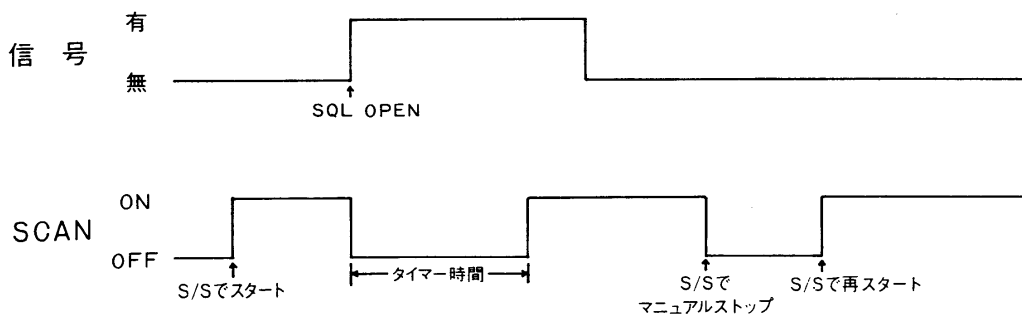 有
信 号
無
SQL OPEN
ON
SCAN
OFF
S/Sでスタート
タイマー時間
S/Sで
マニュアルストップ
S/Sで再スタート